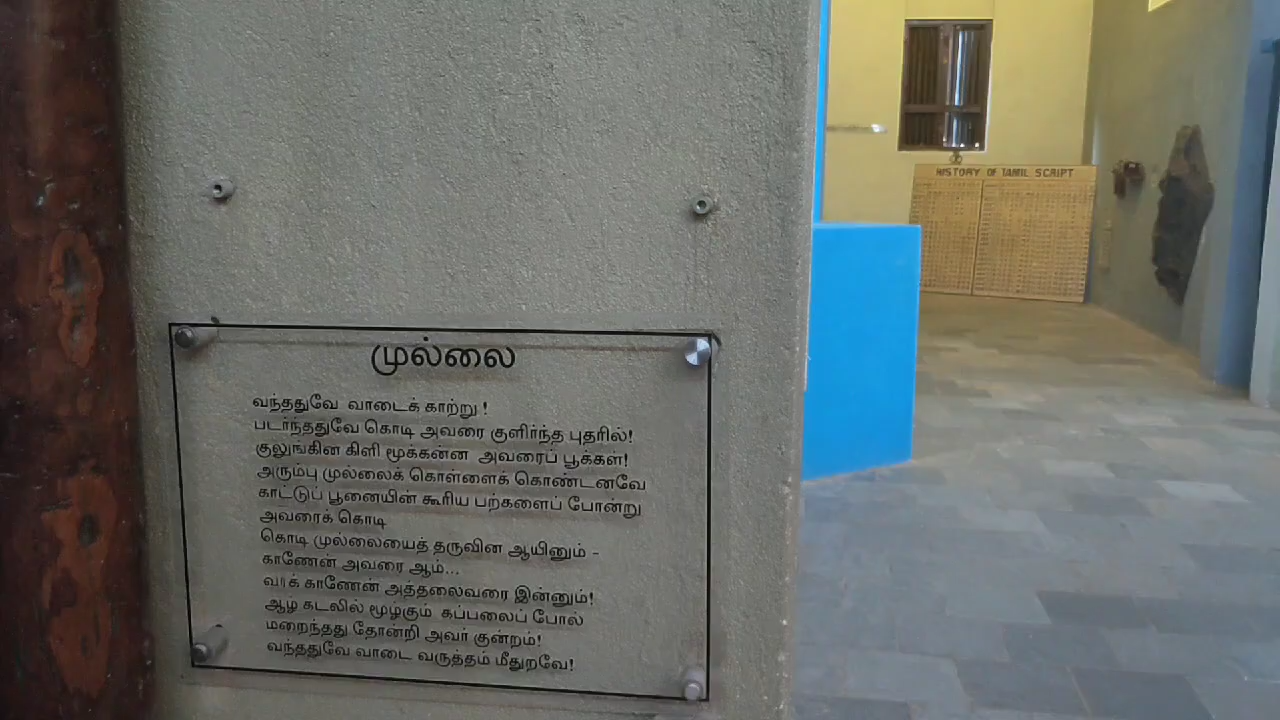 முல்லை
வந்ததுவே வாடைக் காற்று !
படர்ந்ததுவே கொடி அவரை குளிர்ந்த புதரில்!
குலுங்கின கிளி மூக்கன்ன அவரைப் பூக்கள்!
அரும்பு முல்லைக் கொள்ளைக் கொண்டனவே
காட்டுப் பூனையின் கூரிய பற்களைப் போன்று
அவரைக் கொடி
கொடி முல்லையைத் தருவின ஆயினும் -
காணேன் அவரை ஆம்...
வரக் காணேன் அத்தலைவரை இன்னும்!
ஆழ் கடலில் மூழ்கும் கப்பலைப் போல்
மறைந்தது தோன்றி அவர் குன்றம்!
வந்ததுவே வாடை வருத்தம் மீதுறவே!
HISTORY OF TAMIL SCRIPT